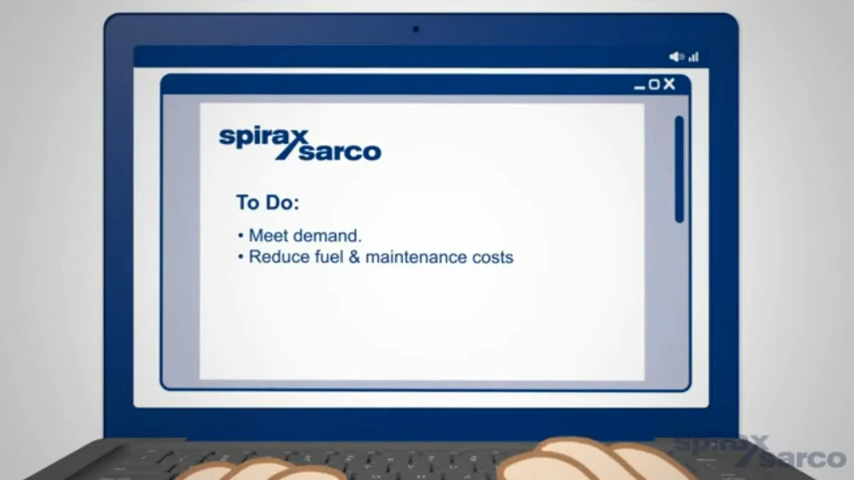 spirax
sarco
To Do:
• Meet demand.
• Reduce fuel & maintenance costs
spirax
sarco